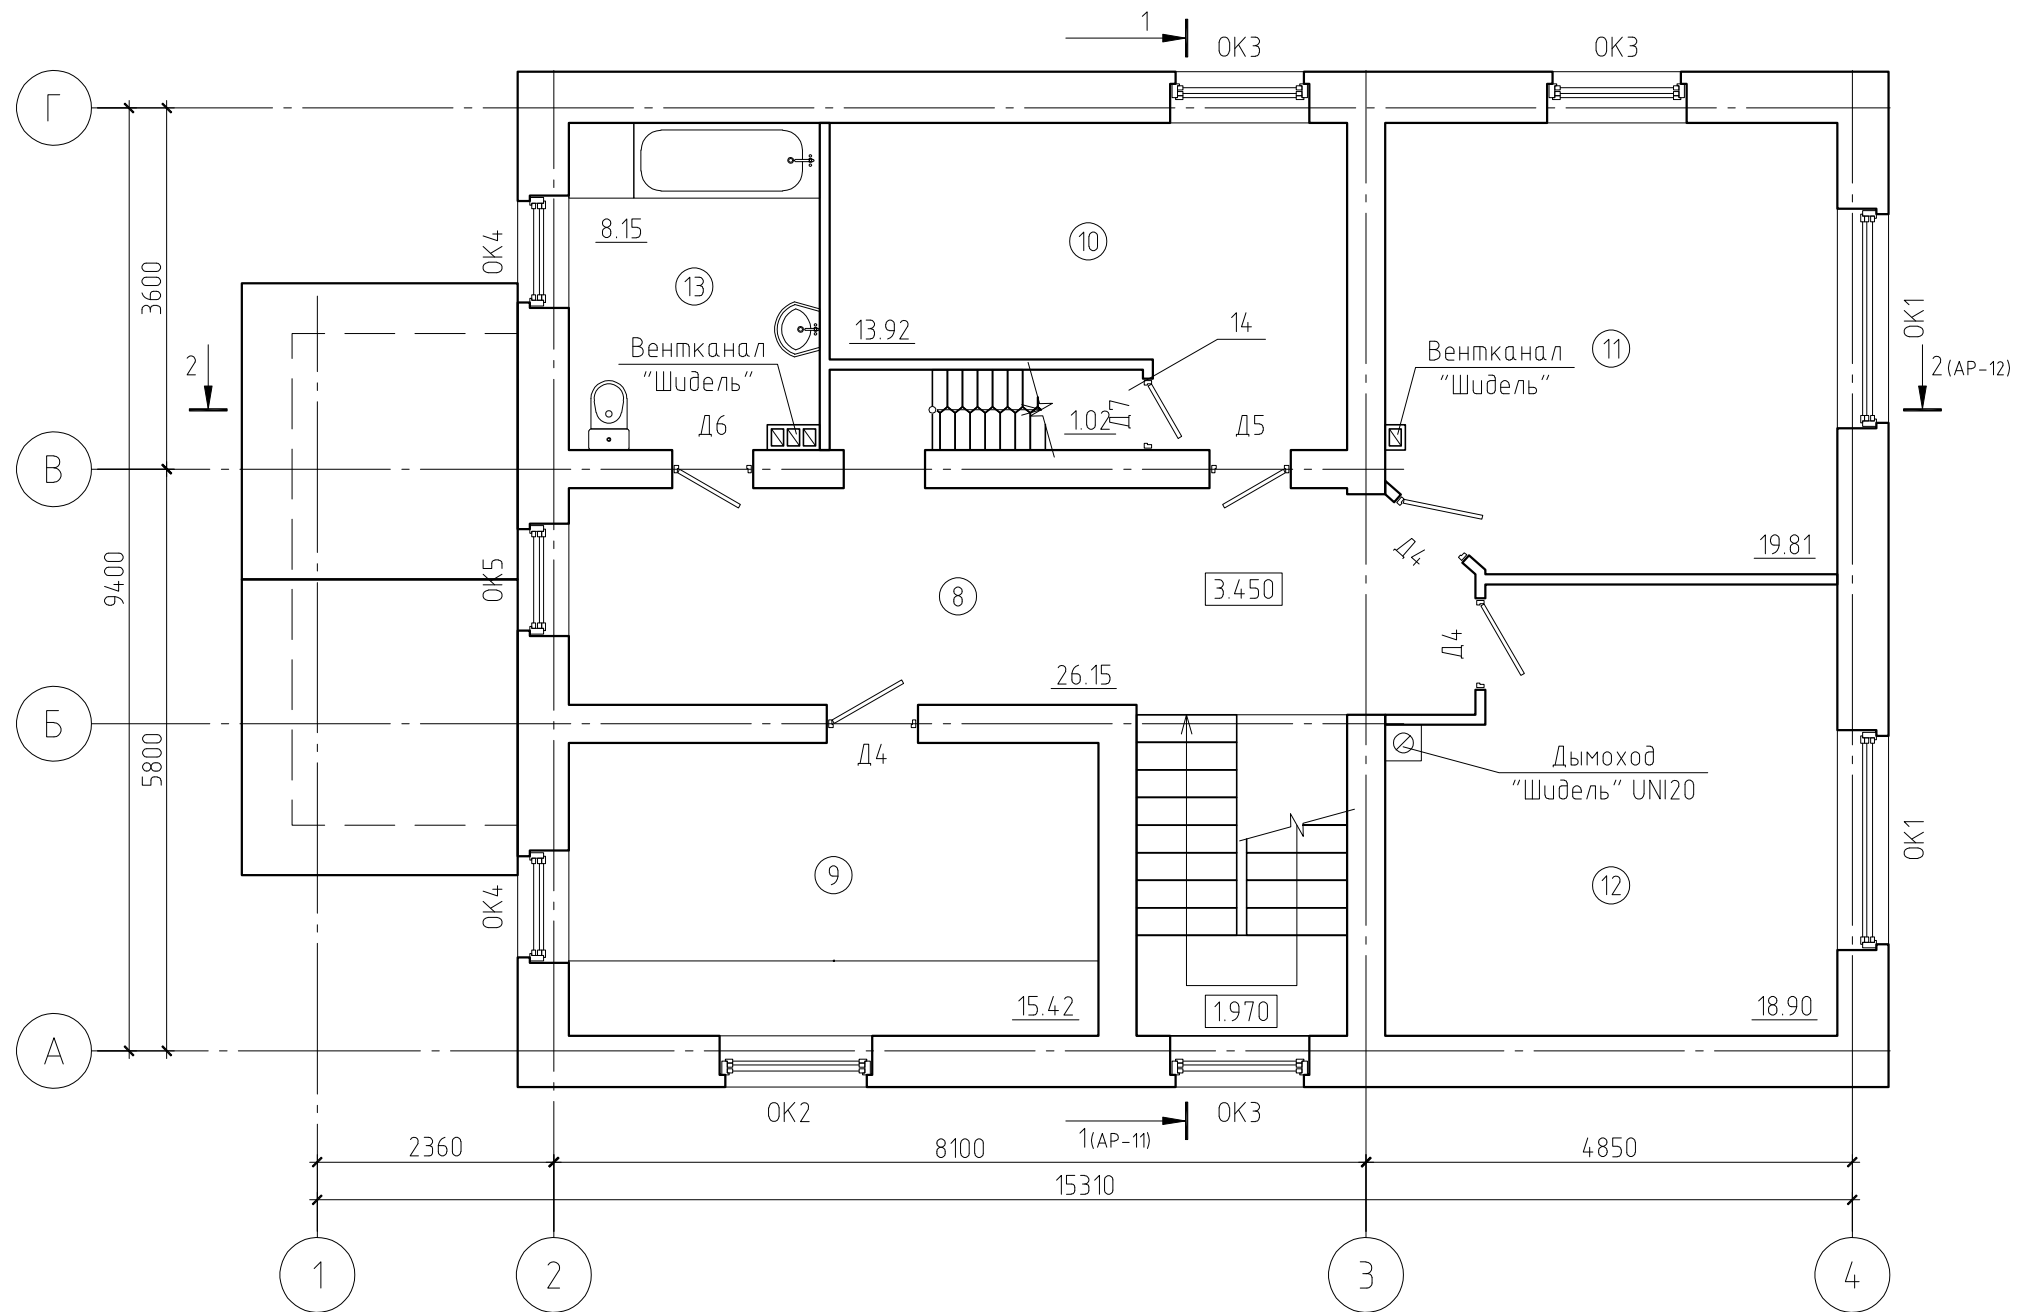 1
ОК3
ОК3
Г
8.15
10
ОК4
13
3600
13.92
14
11
ОК1
2
Вентканал
"Шидель"
Вентканал
"Шидель"
2 (АР-12)
1.02
Д7
Д6
Д5
В
19.81
Д4
9400
ОК5
8
3.450
Д4
26.15
Б
5800
Д4
Дымоход
"Шидель" UNI20
ОК1
9
12
ОК4
15.42
1.970
18.90
А
ОК2
ОК3
1(АР-11)
2360
8100
4850
15310
1
2
3
4